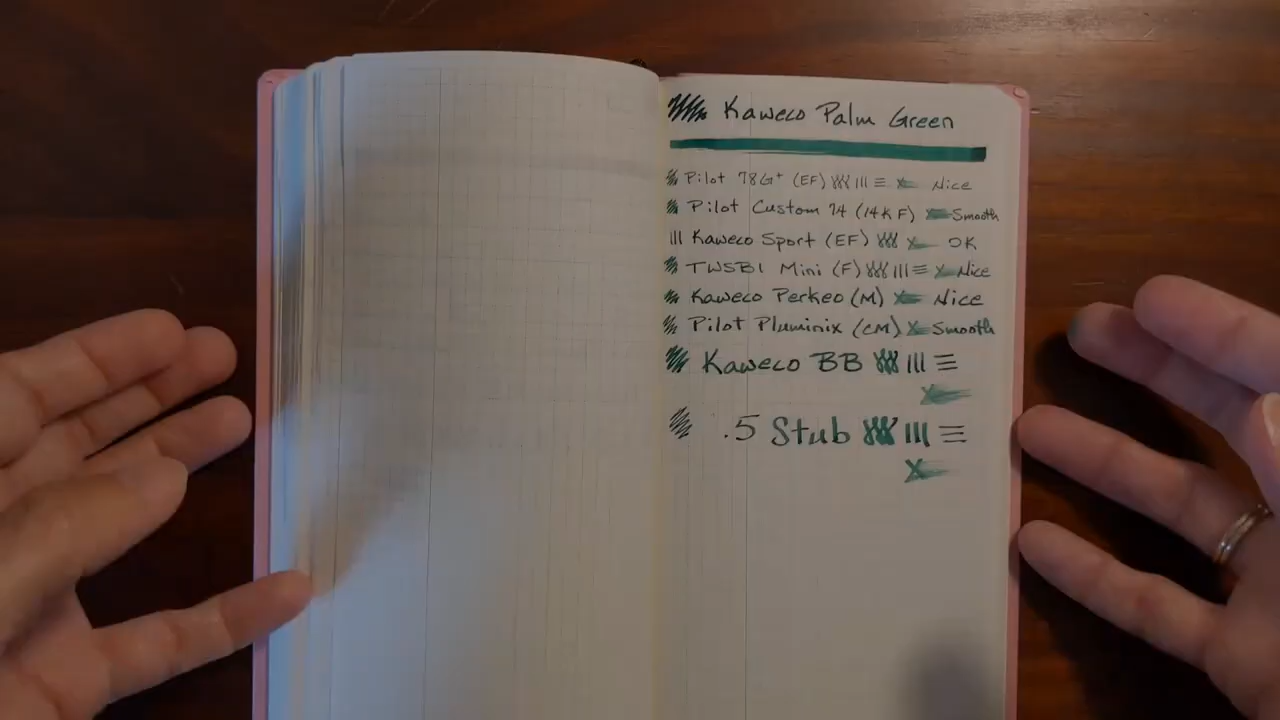 Kaweco Palm Green
Pilot 78G+ (EF) Nice
Pilot Custom 74 (14K F) Smooth
Kaweco Sport (EF) OK
TWSBI Mini (F) Nice
Kaweco Perkeo (M) Nice
Pilot Pluminix (CM) Smooth
Kaweco BB
.5 Stub